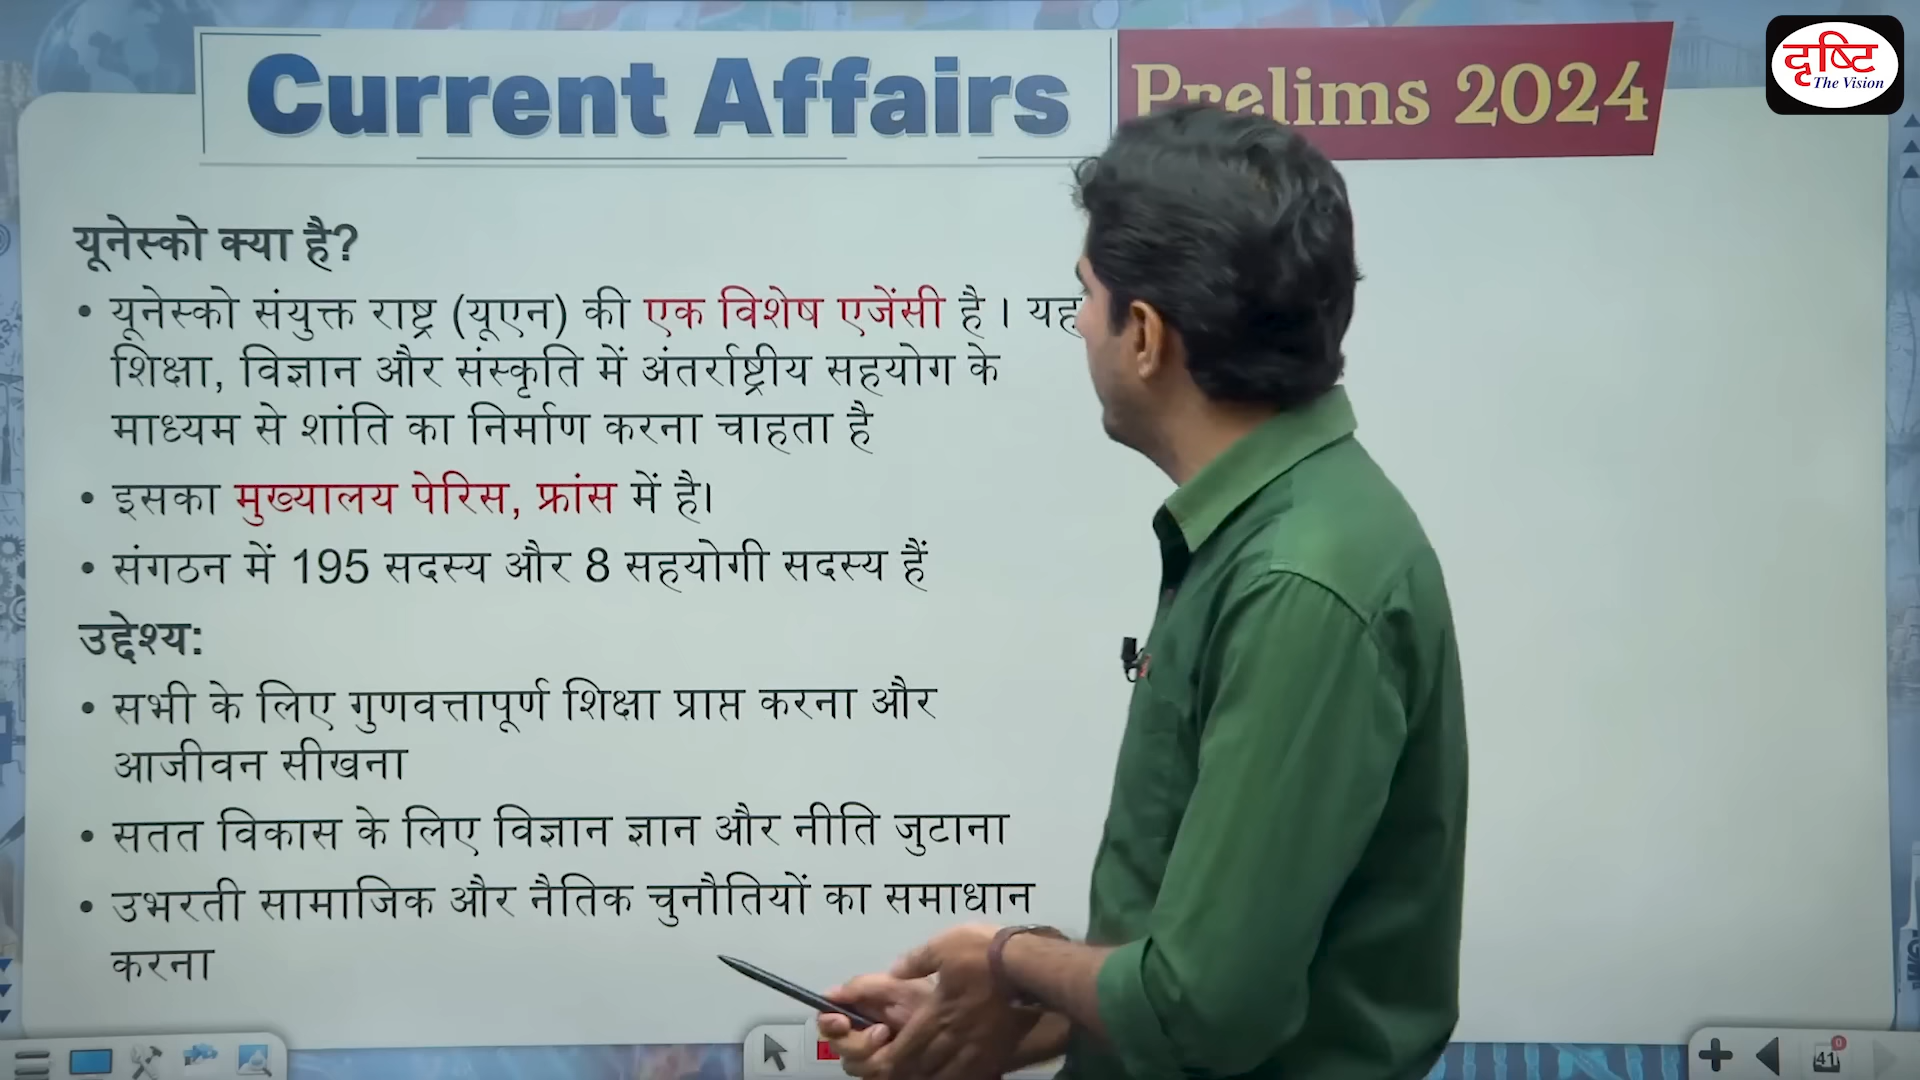 Current Affairs Prelims 2024
दृष्टि
The Vision
यूनेस्को क्या है?
• यूनेस्को संयुक्त राष्ट्र (यूएन) की एक विशेष एजेंसी है । यह
शिक्षा, विज्ञान और संस्कृति में अंतर्राष्ट्रीय सहयोग के
माध्यम से शांति का निर्माण करना चाहता है
• इसका मुख्यालय पेरिस, फ्रांस में है।
• संगठन में 195 सदस्य और 8 सहयोगी सदस्य हैं
उद्देश्य:
• सभी के लिए गुणवत्तापूर्ण शिक्षा प्राप्त करना और
आजीवन सीखना
• सतत विकास के लिए विज्ञान ज्ञान और नीति जुटाना
• उभरती सामाजिक और नैतिक चुनौतियों का समाधान
करना
41
0